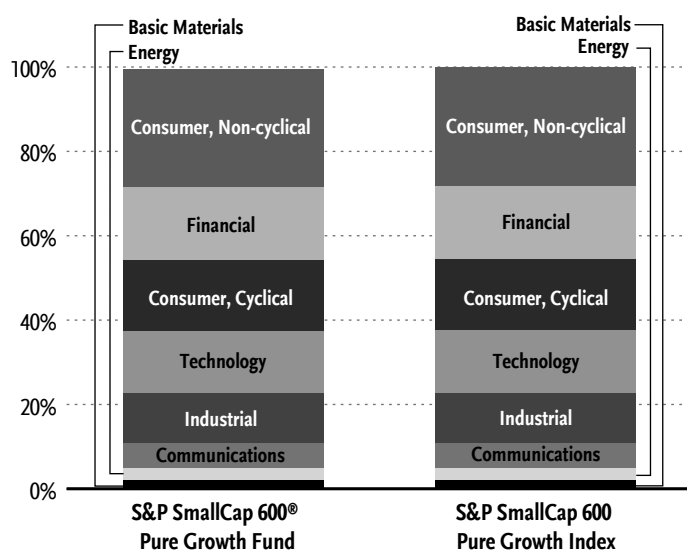 Basic Materials
Energy
Basic Materials
Energy
100%
80%
60%
40%
20%
0%
Consumer, Non-cyclical
Financial
Consumer, Cyclical
Technology
Industrial
Communications
Consumer, Non-cyclical
Financial
Consumer, Cyclical
Technology
Industrial
Communications
S&P SmallCap 600®
Pure Growth Fund
S&P SmallCap 600
Pure Growth Index